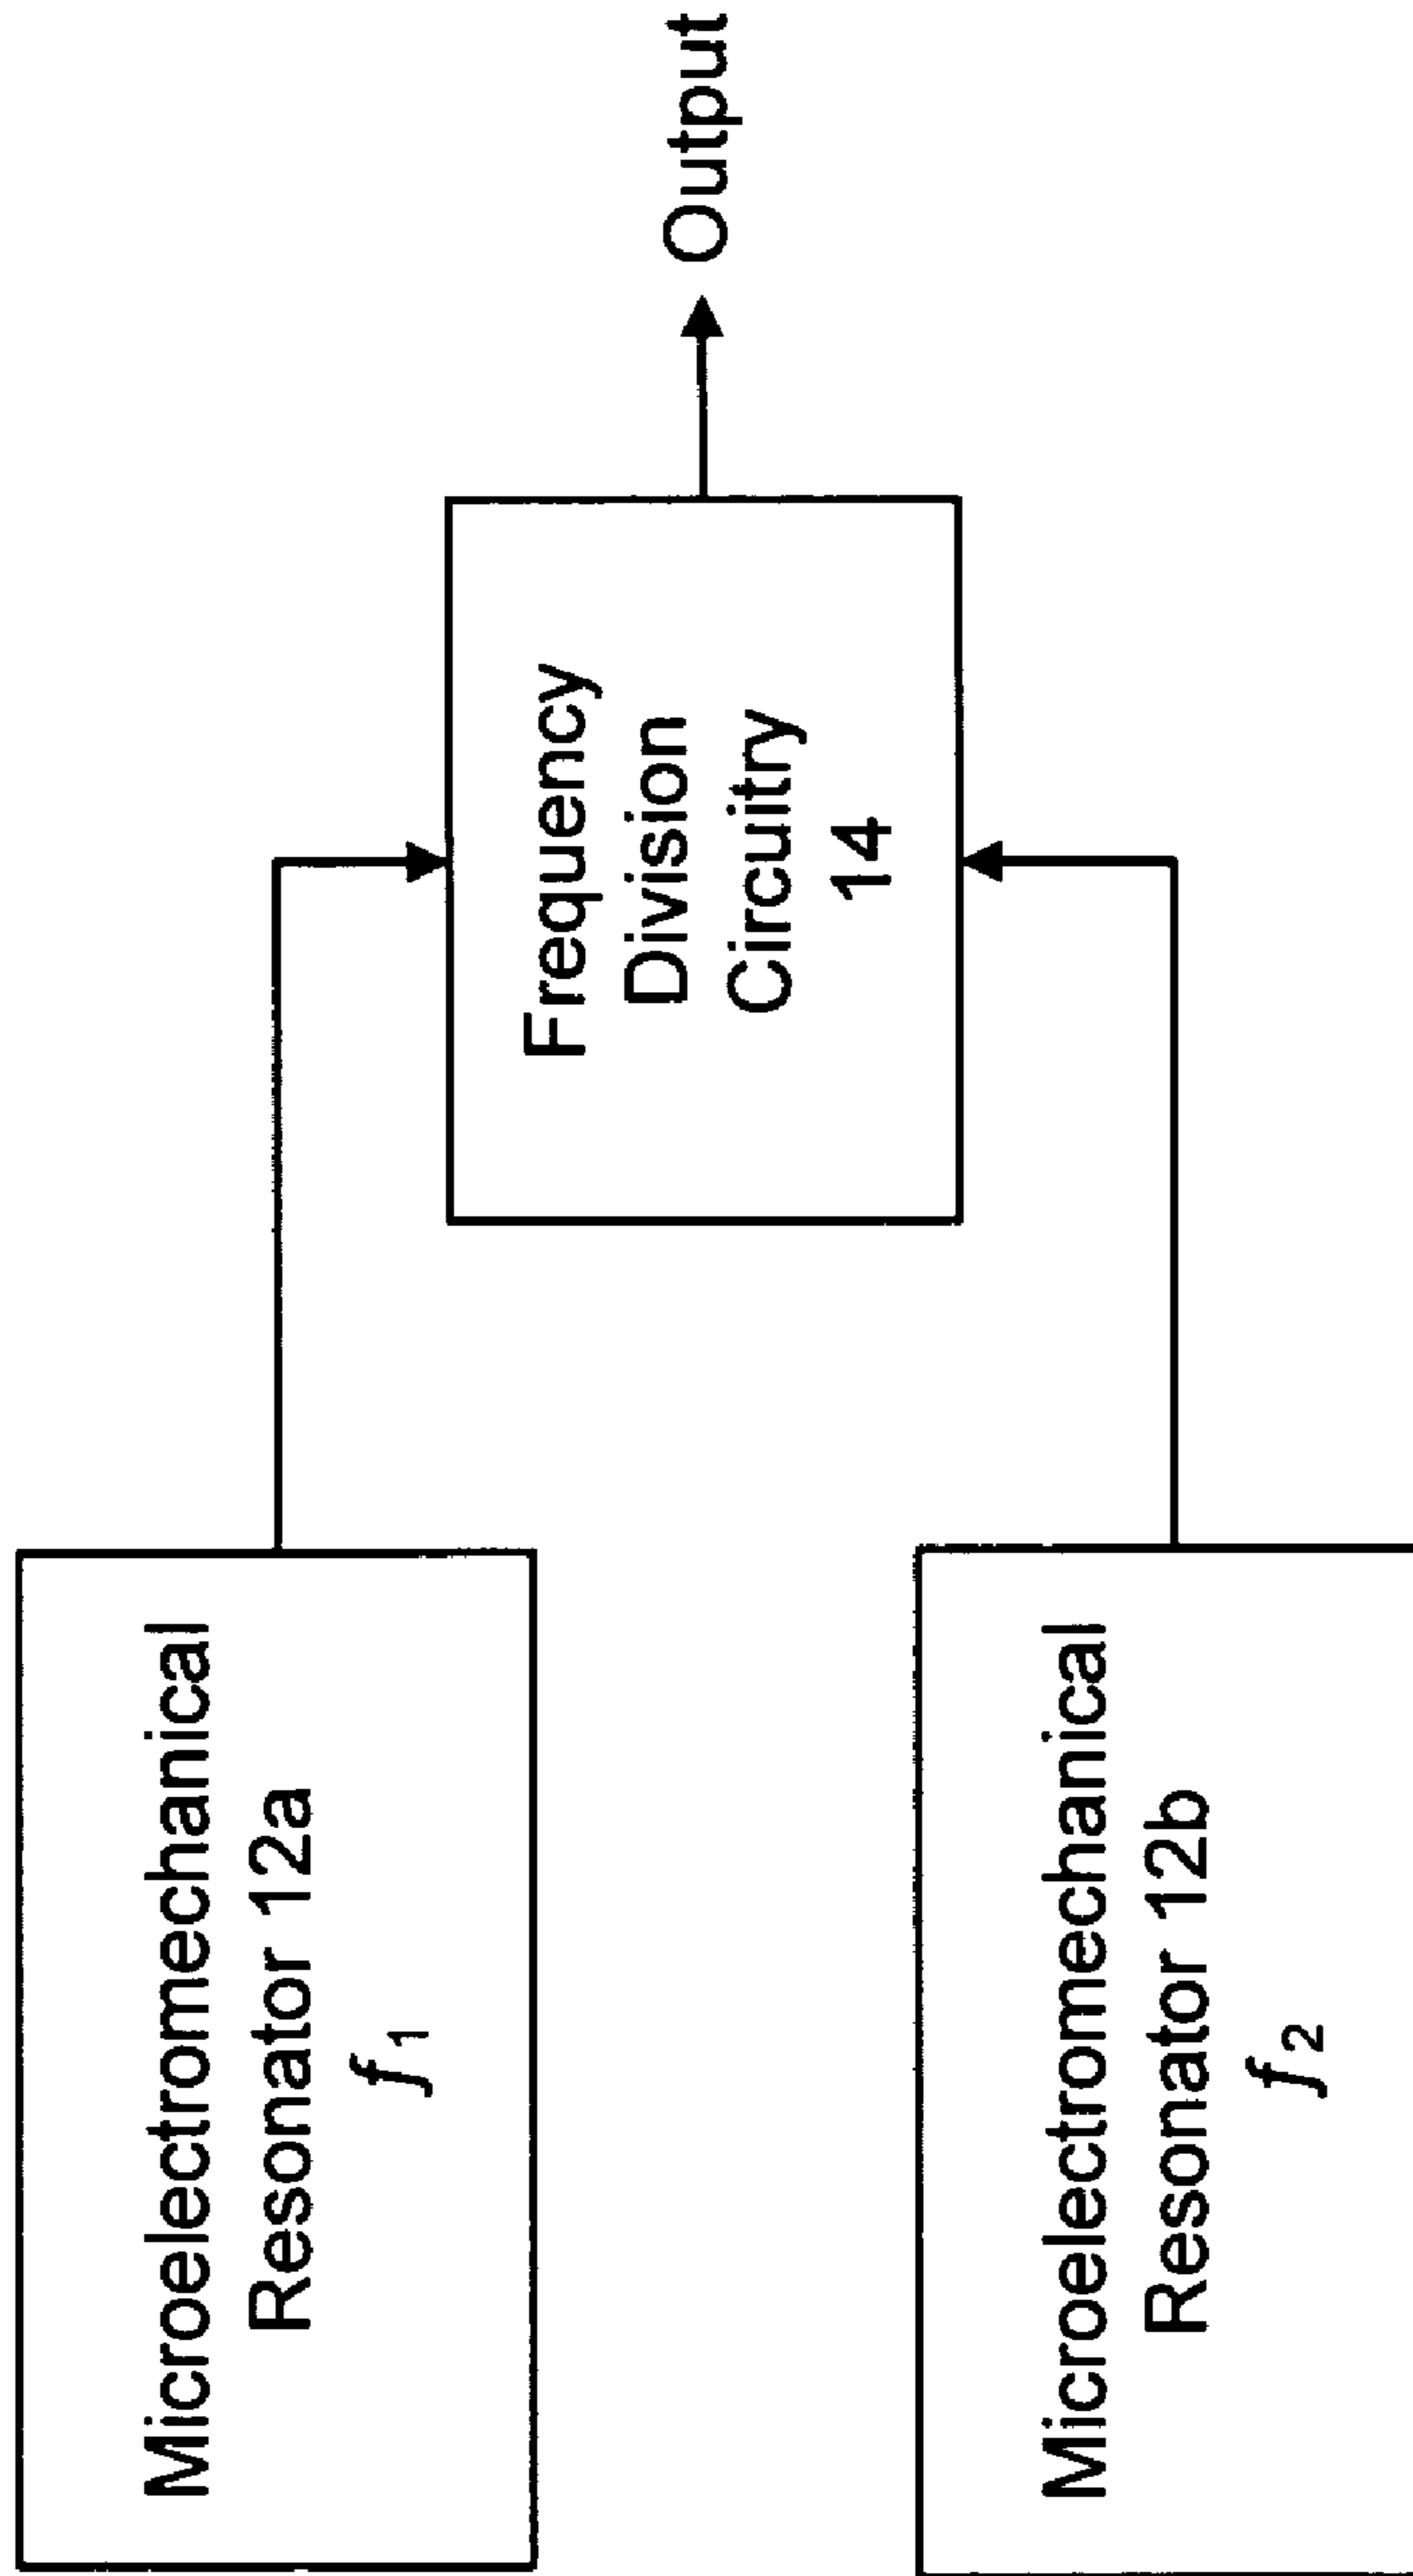 Microelectromechanical
Resonator 12a
f1
Frequency
Division
Circuitry
14
Output
Microelectromechanical
Resonator 12b
f2